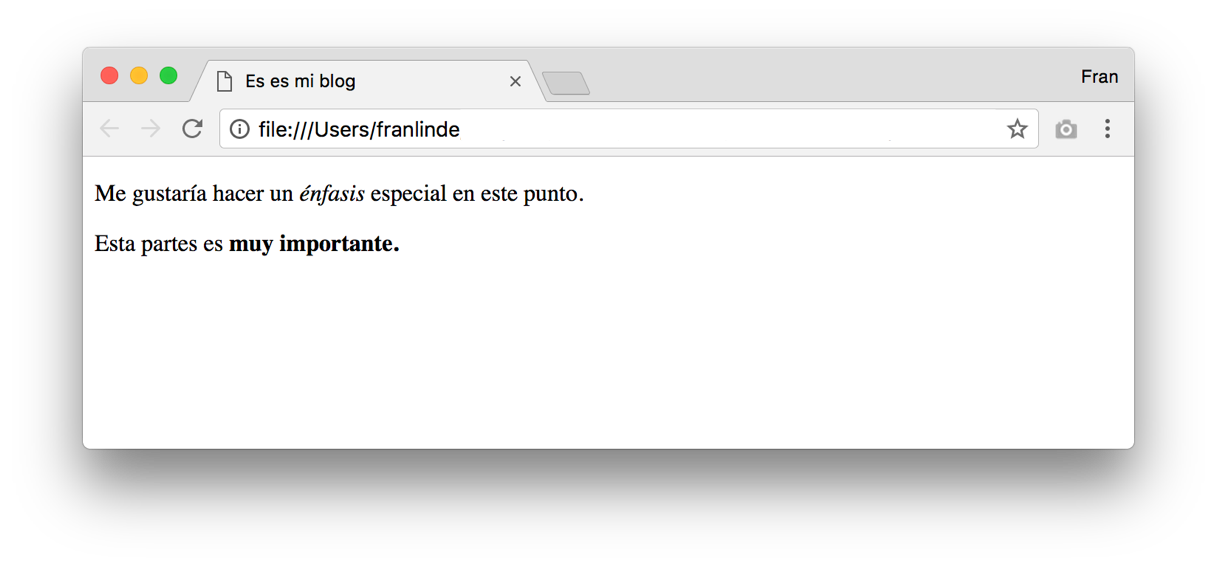 Es es mi blog
Fran
file:///Users/franlinde
Me gustaría hacer un énfasis especial en este punto.
Esta partes es muy importante.